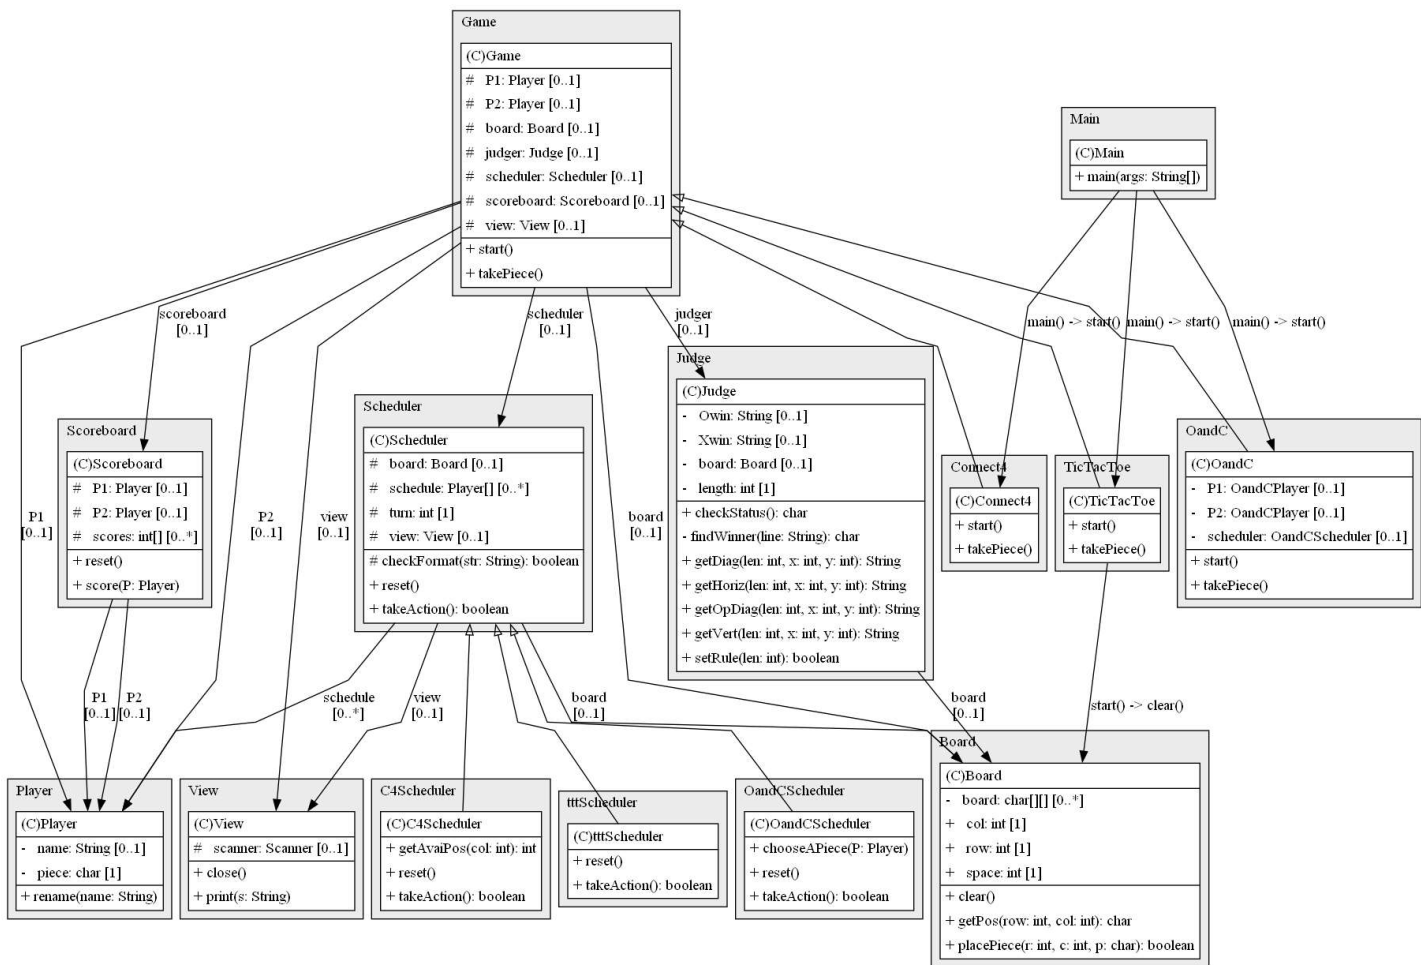 Game
(C)Game
# P1: Player [0..1]
# P2: Player [0..1]
# board: Board [0..1]
# judger: Judge [0..1]
# scheduler: Scheduler [0..1]
# scoreboard: Scoreboard [0..1]
# view: View [0..1]
+ start()
+ takePiece()
Main
(C)Main
+ main(args: String[])
scoreboard
[0..1]
scheduler
[0..1]
judger
[0..1]
main() -> start()
main() -> start()
main() -> start()
P1
[0..1]
P2
[0..1]
view
[0..1]
board
[0..1]
Scoreboard
(C)Scoreboard
# P1: Player [0..1]
# P2: Player [0..1]
# scores: int[] [0..*]
+ reset()
+ score(P: Player)
Scheduler
(C)Scheduler
# board: Board [0..1]
# schedule: Player[] [0..*]
# turn: int [1]
# view: View [0..1]
# checkFormat(str: String): boolean
+ reset()
+ takeAction(): boolean
Judge
(C)Judge
- Owin: String [0..1]
- Xwin: String [0..1]
- board: Board [0..1]
- length: int [1]
+ checkStatus(): char
- findWinner(line: String): char
+ getDiag(len: int, x: int, y: int): String
+ getHoriz(len: int, x: int, y: int): String
+ getOpDiag(len: int, x: int, y: int): String
+ getVert(len: int, x: int, y: int): String
+ setRule(len: int): boolean
Connect4
(C)Connect4
+ start()
+ takePiece()
TicTacToe
(C)TicTacToe
+ start()
+ takePiece()
OandC
(C)OandC
- P1: OandCPlayer [0..1]
- P2: OandCPlayer [0..1]
- scheduler: OandCScheduler [0..1]
+ start()
+ takePiece()
P1
[0..1]
P2
[0..1]
schedule
[0..*]
view
[0..1]
board
[0..1]
board
[0..1]
start() -> clear()
Player
(C)Player
- name: String [0..1]
- piece: char [1]
+ rename(name: String)
View
(C)View
# scanner: Scanner [0..1]
+ close()
+ print(s: String)
C4Scheduler
(C)C4Scheduler
+ getAvaiPos(col: int): int
+ reset()
+ takeAction(): boolean
tttScheduler
(C)tttScheduler
+ reset()
+ takeAction(): boolean
OandCScheduler
(C)OandCScheduler
+ chooseAPiece(P: Player)
+ reset()
+ takeAction(): boolean
Board
(C)Board
- board: char[][] [0..*]
+ col: int [1]
+ row: int [1]
+ space: int [1]
+ clear()
+ getPos(row: int, col: int): char
+ placePiece(r: int, c: int, p: char): boolean